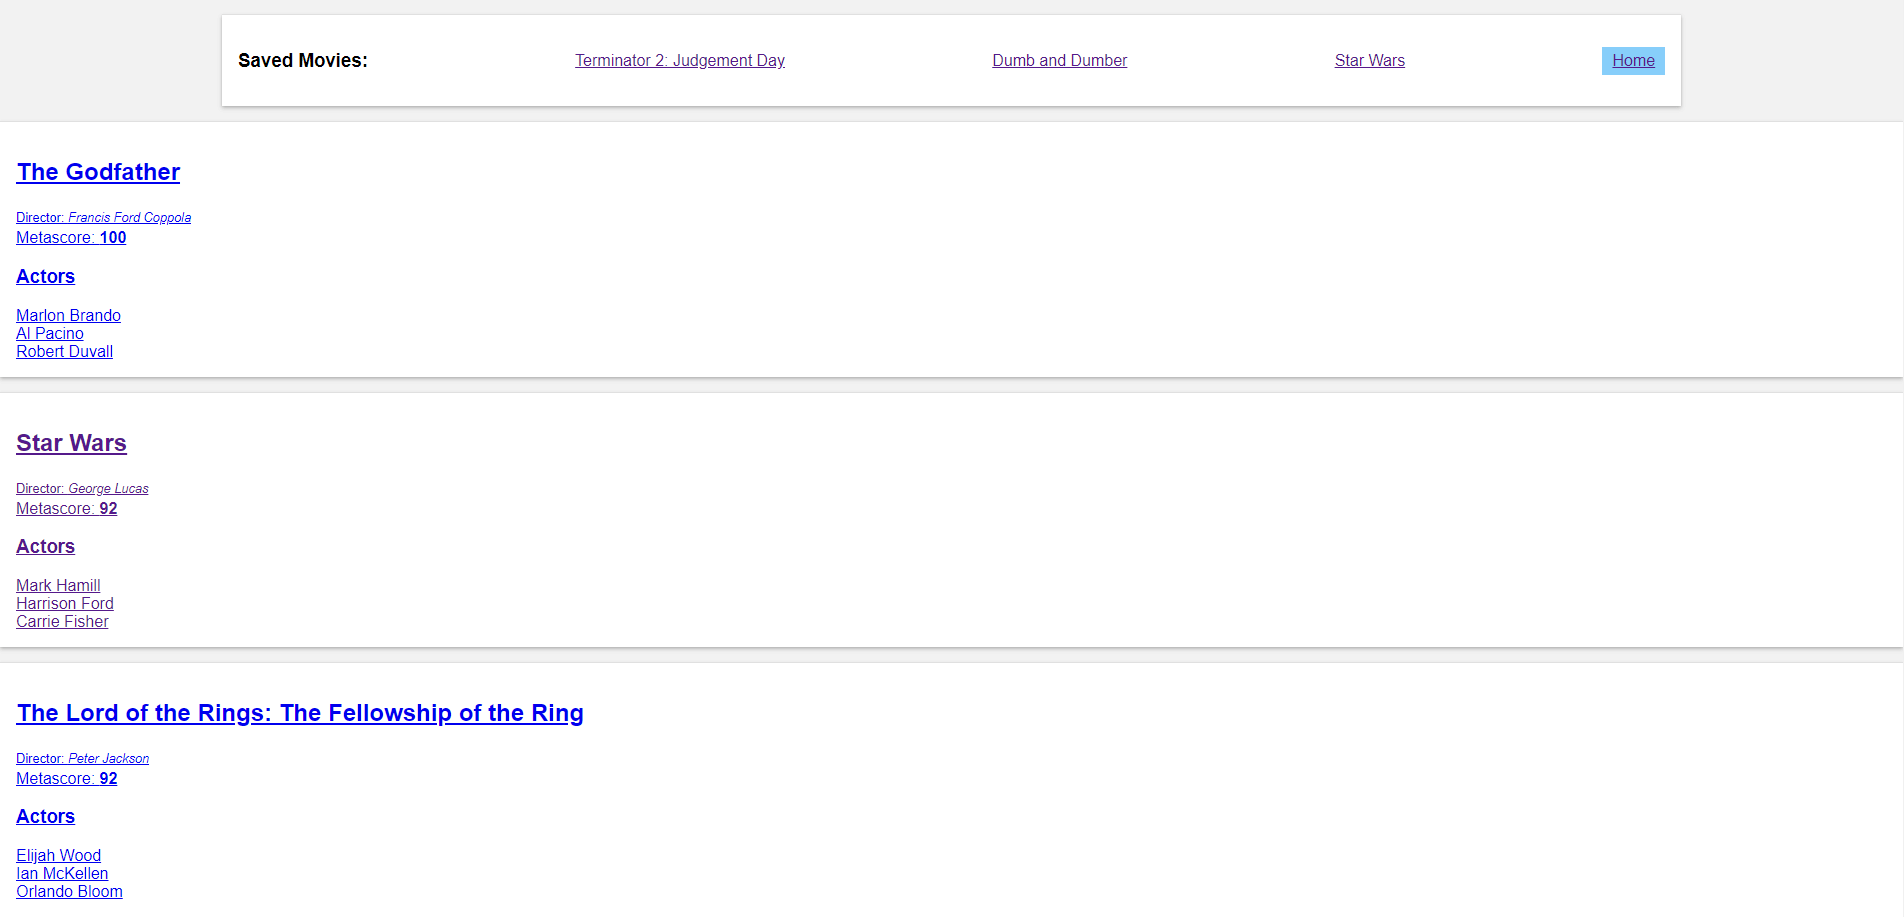 Saved Movies: Terminator 2: Judgement Day Dumb and Dumber Star Wars Home
The Godfather
Director: Francis Ford Coppola
Metascore: 100
Actors
Marlon Brando
Al Pacino
Robert Duvall
Star Wars
Director: George Lucas
Metascore: 92
Actors
Mark Hamill
Harrison Ford
Carrie Fisher
The Lord of the Rings: The Fellowship of the Ring
Director: Peter Jackson
Metascore: 92
Actors
Elijah Wood
Ian McKellen
Orlando Bloom